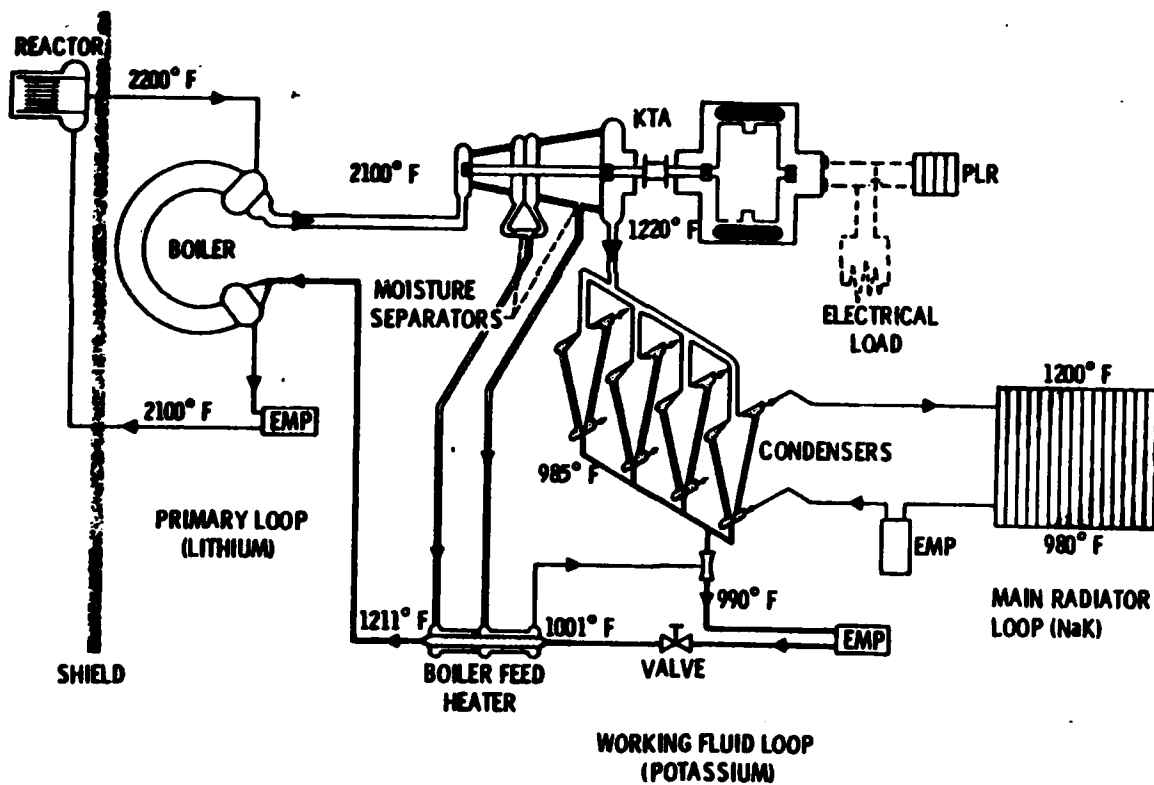 REACTOR
2200° F
KTA
2100° F
PLR
BOILER
1220° F
MOISTURE
SEPARATORS
ELECTRICAL
LOAD
1200° F
2100° F
EMP
CONDENSERS
985° F
PRIMARY LOOP
(LITHIUM)
EMP
980° F
990° F
MAIN RADIATOR
LOOP (NaK)
1211° F
1001° F
EMP
SHIELD
BOILER FEED
HEATER
VALVE
WORKING FLUID LOOP
(POTASSIUM)